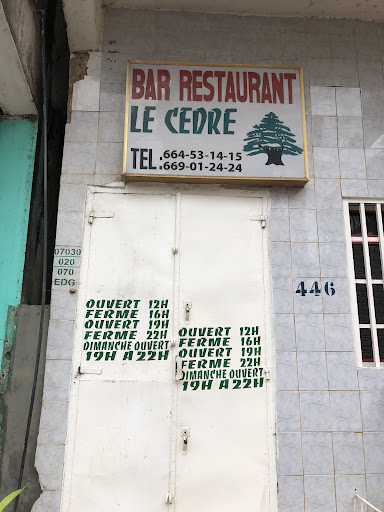 BAR RESTAURANT
LE CEDRE
TEL. 664-53-14-15
669-01-24-24
07030
020
070
EDG
446
OUVERT 12H
FERME 16H
OUVRE 19H
FERME 22H
DIMANCHE OUVERT
19H A 22H
OUVERT 12H
FERME 16H
OUVRE 19H
FERME 22H
DIMANCHE OUVERT
19H A 22H